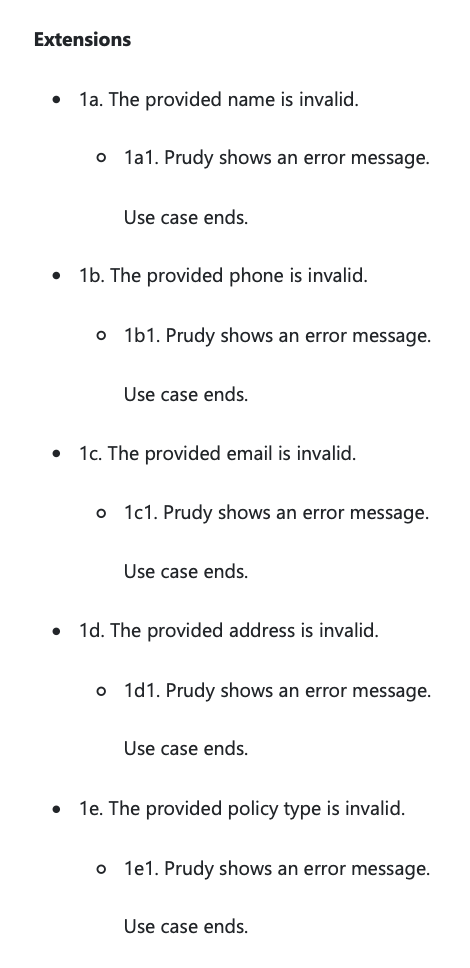 Extensions
1a. The provided name is invalid.
1a1. Prudy shows an error message.
Use case ends.
1b. The provided phone is invalid.
1b1. Prudy shows an error message.
Use case ends.
1c. The provided email is invalid.
1c1. Prudy shows an error message.
Use case ends.
1d. The provided address is invalid.
1d1. Prudy shows an error message.
Use case ends.
1e. The provided policy type is invalid.
1e1. Prudy shows an error message.
Use case ends.